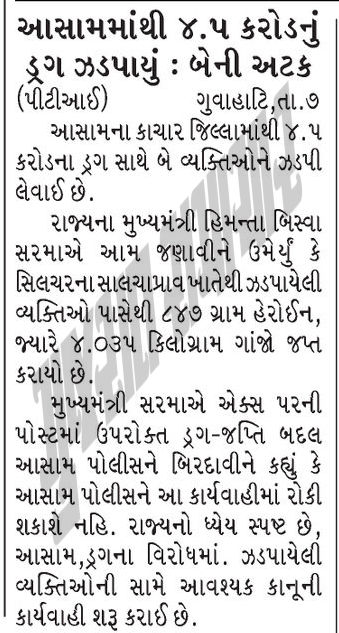 આસામમાંથી ૪.૫ કરોડનું
ડ્રગ ઝડપાયું : બેની અટક
(પીટીઆઈ) ગુવાહાટિ,તા.૭
આસામના કાચાર જિલ્લામાંથી ૪.૫
કરોડના ડ્રગ સાથે બે વ્યક્તિઓને ઝડપી
લેવાઈ છે.
રાજ્યના મુખ્યમંત્રી હિમન્તા બિસ્વા
સરમાએ આમ જણાવીને ઉમેર્યું કે
સિલચરના સાલચાપ્રાવ ખાતેથી ઝડપાયેલી
વ્યક્તિઓ પાસેથી ૮૪૭ ગ્રામ હેરોઈન,
જ્યારે ૪.૦૩૫ કિલોગ્રામ ગાંજો જપ્ત
કરાયો છે.
મુખ્યમંત્રી સરમાએ એક્સ પરની
પોસ્ટમાં ઉપરોક્ત ડ્રગ-જપ્તિ બદલ
આસામ પોલીસને બિરદાવીને કહ્યું કે
આસામ પોલીસને આ કાર્યવાહીમાં રોકી
શકાશે નહિ. રાજ્યનો ધ્યેય સ્પષ્ટ છે,
આસામ,ડ્રગના વિરોધમાં. ઝડપાયેલી
વ્યક્તિઓની સામે આવશ્યક કાનૂની
કાર્યવાહી શરૂ કરાઈ છે.